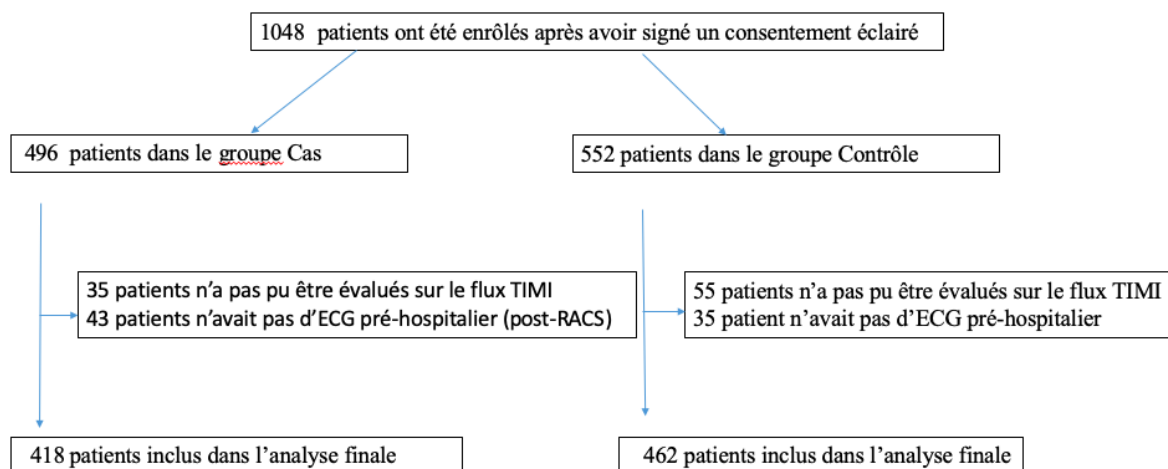 1048 patients ont été enrôlés après avoir signé un consentement éclairé
496 patients dans le groupe Cas
552 patients dans le groupe Contrôle
35 patients n'a pas pu être évalués sur le flux TIMI
43 patients n'avait pas d'ECG pré-hospitalier (post-RACS)
55 patients n'a pas pu être évalués sur le flux TIMI
35 patient n'avait pas d'ECG pré-hospitalier
418 patients inclus dans l'analyse finale
462 patients inclus dans l'analyse finale